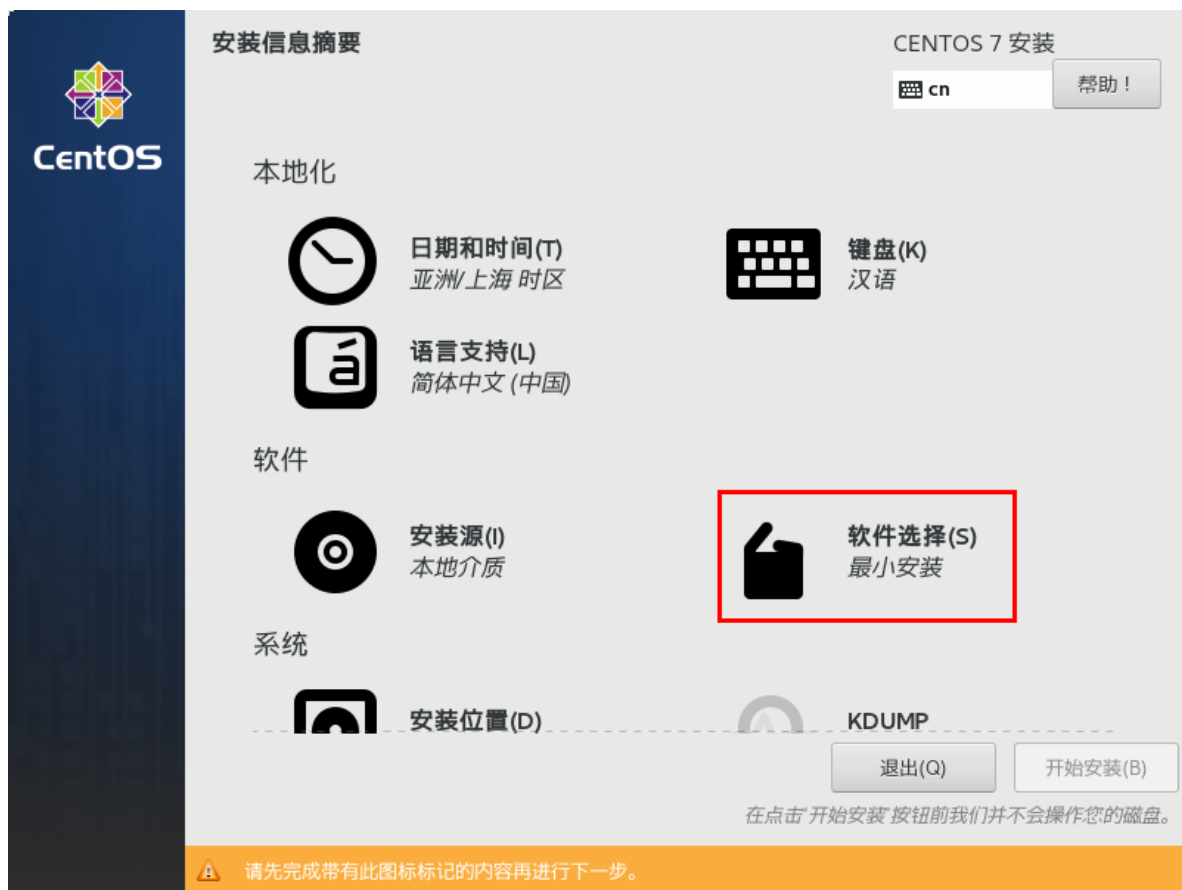 安装信息摘要
CENTOS 7 安装
cn
帮助！
CentOS
本地化
日期和时间(T)
亚洲/上海 时区
键盘(K)
汉语
语言支持(L)
简体中文 (中国)
软件
安装源(I)
本地介质
软件选择(S)
最小安装
系统
安装位置(D)
KDUMP
退出(Q)
开始安装(B)
在点击"开始安装"按钮前我们并不会操作您的磁盘。
请先完成带有此图标标记的内容再进行下一步。